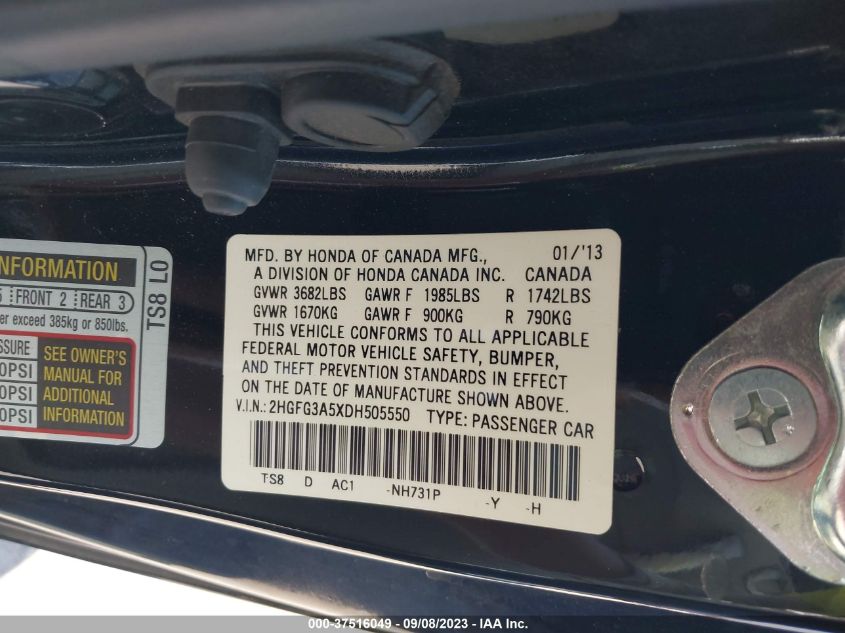 MFD. BY HONDA OF CANADA MFG., 01/'13
A DIVISION OF HONDA CANADA INC. CANADA
GVWR 3682LBS GAWR F 1985LBS R 1742LBS
GVWR 1670KG GAWR F 900KG R 790KG
THIS VEHICLE CONFORMS TO ALL APPLICABLE
FEDERAL MOTOR VEHICLE SAFETY, BUMPER,
AND THEFT PREVENTION STANDARDS IN EFFECT
ON THE DATE OF MANUFACTURE SHOWN ABOVE.
V.I.N.: 2HGFG3A5XDH505550 TYPE: PASSENGER CAR
TS8 D AC1 -NH731P -Y -H
INFORMATION
5 FRONT 2 REAR 3
er exceed 385kg or 850lbs.
SEE OWNER'S
MANUAL FOR
ADDITIONAL
INFORMATION
TS8 L0
000-37516049 - 09/08/2023 - IAA Inc.